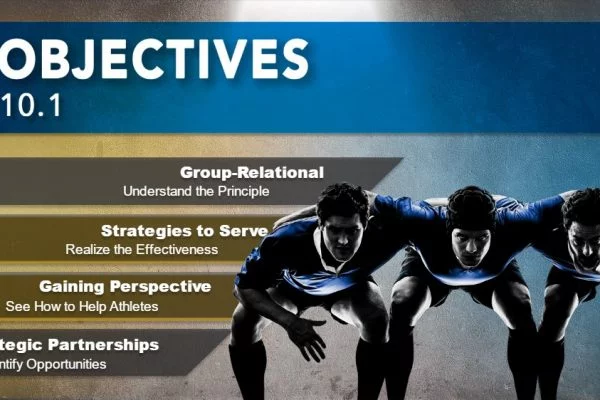 OBJECTIVES
10.1
Group-Relational
Understand the Principle
Strategies to Serve
Realize the Effectiveness
Gaining Perspective
See How to Help Athletes
tegic Partnerships
ntify Opportunities